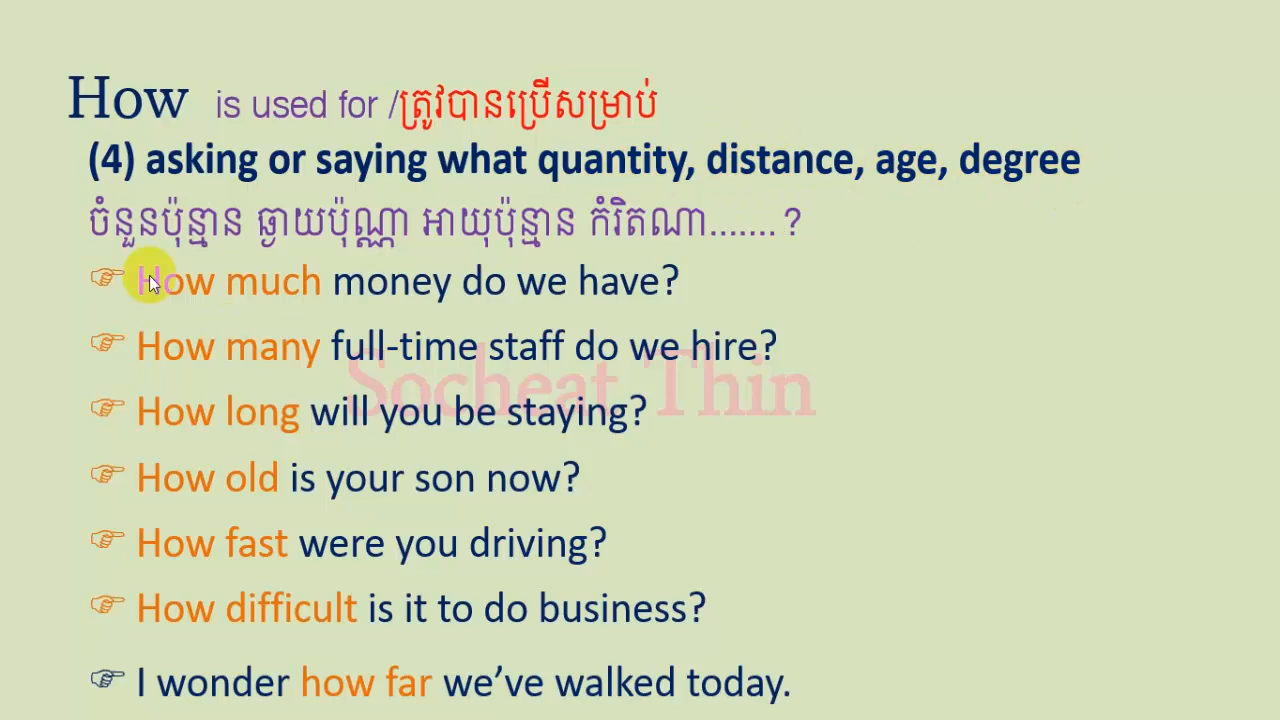 How is used for /ត្រូវបានប្រើសម្រាប់
(4) asking or saying what quantity, distance, age, degree
ចំនួនប៉ុន្មាន ឆ្ងាយប៉ុណ្ណា អាយុប៉ុន្មាន កំរិតណា.......?
☞ How much money do we have?
☞ How many full-time staff do we hire?
Socheat Thin
☞ How long will you be staying?
☞ How old is your son now?
☞ How fast were you driving?
☞ How difficult is it to do business?
☞ I wonder how far we’ve walked today.